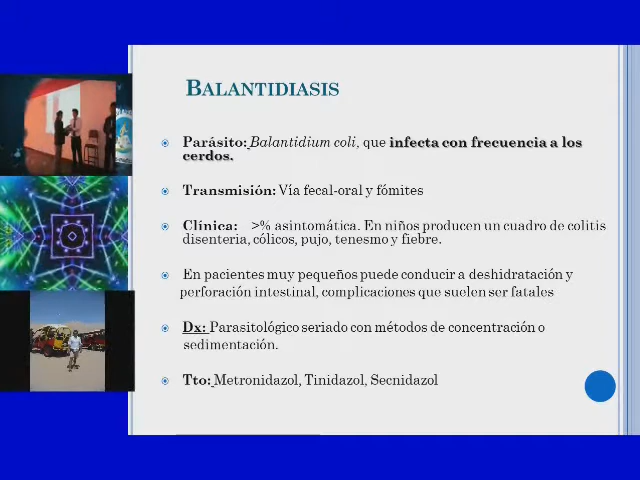 BALANTIDIASIS
Parásito: Balantidium coli, que infecta con frecuencia a los
cerdos.
Transmisión: Vía fecal-oral y fómites
Clínica: >% asintomática. En niños producen un cuadro de colitis
disenteria, cólicos, pujo, tenesmo y fiebre.
En pacientes muy pequeños puede conducir a deshidratación y
perforación intestinal, complicaciones que suelen ser fatales
Dx: Parasitológico seriado con métodos de concentración o
sedimentación.
Tto: Metronidazol, Tinidazol, Secnidazol